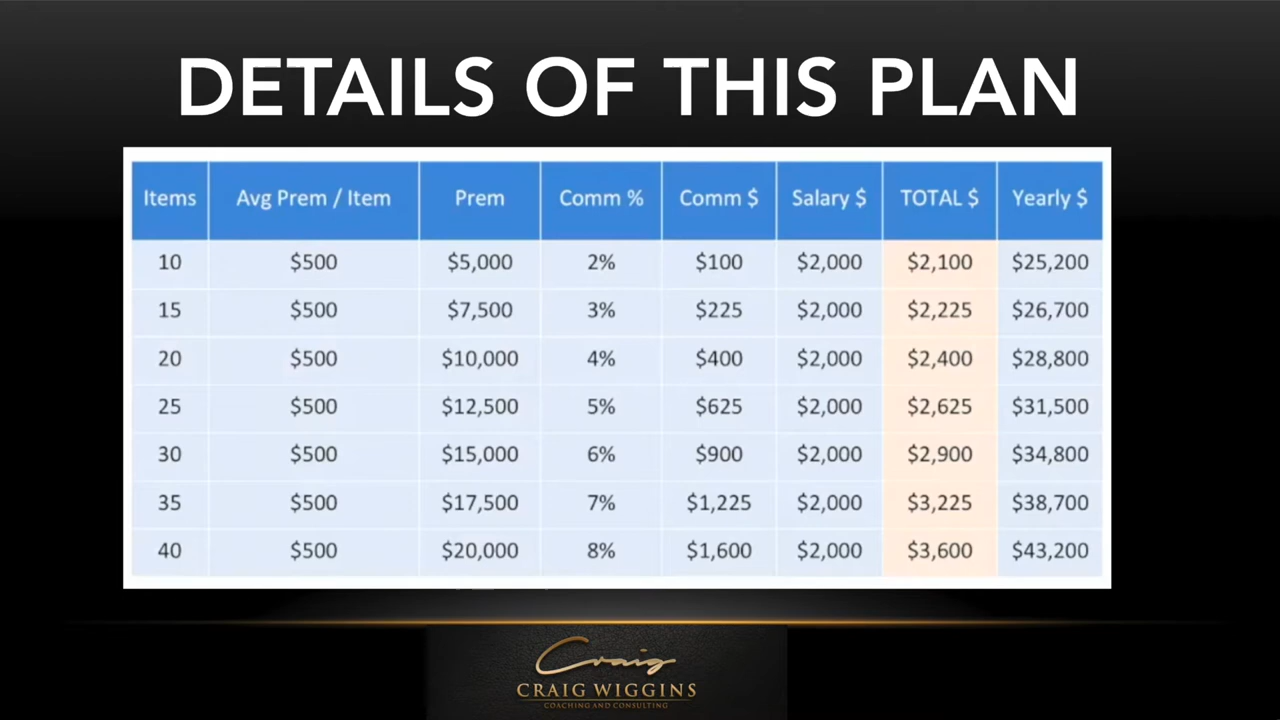 DETAILS OF THIS PLAN
Items Avg Prem / Item Prem Comm % Comm $ Salary $ TOTAL $ Yearly $
10 $500 $5,000 2% $100 $2,000 $2,100 $25,200
15 $500 $7,500 3% $225 $2,000 $2,225 $26,700
20 $500 $10,000 4% $400 $2,000 $2,400 $28,800
25 $500 $12,500 5% $625 $2,000 $2,625 $31,500
30 $500 $15,000 6% $900 $2,000 $2,900 $34,800
35 $500 $17,500 7% $1,225 $2,000 $3,225 $38,700
40 $500 $20,000 8% $1,600 $2,000 $3,600 $43,200
Craig
CRAIG WIGGINS
COACHING AND CONSULTING